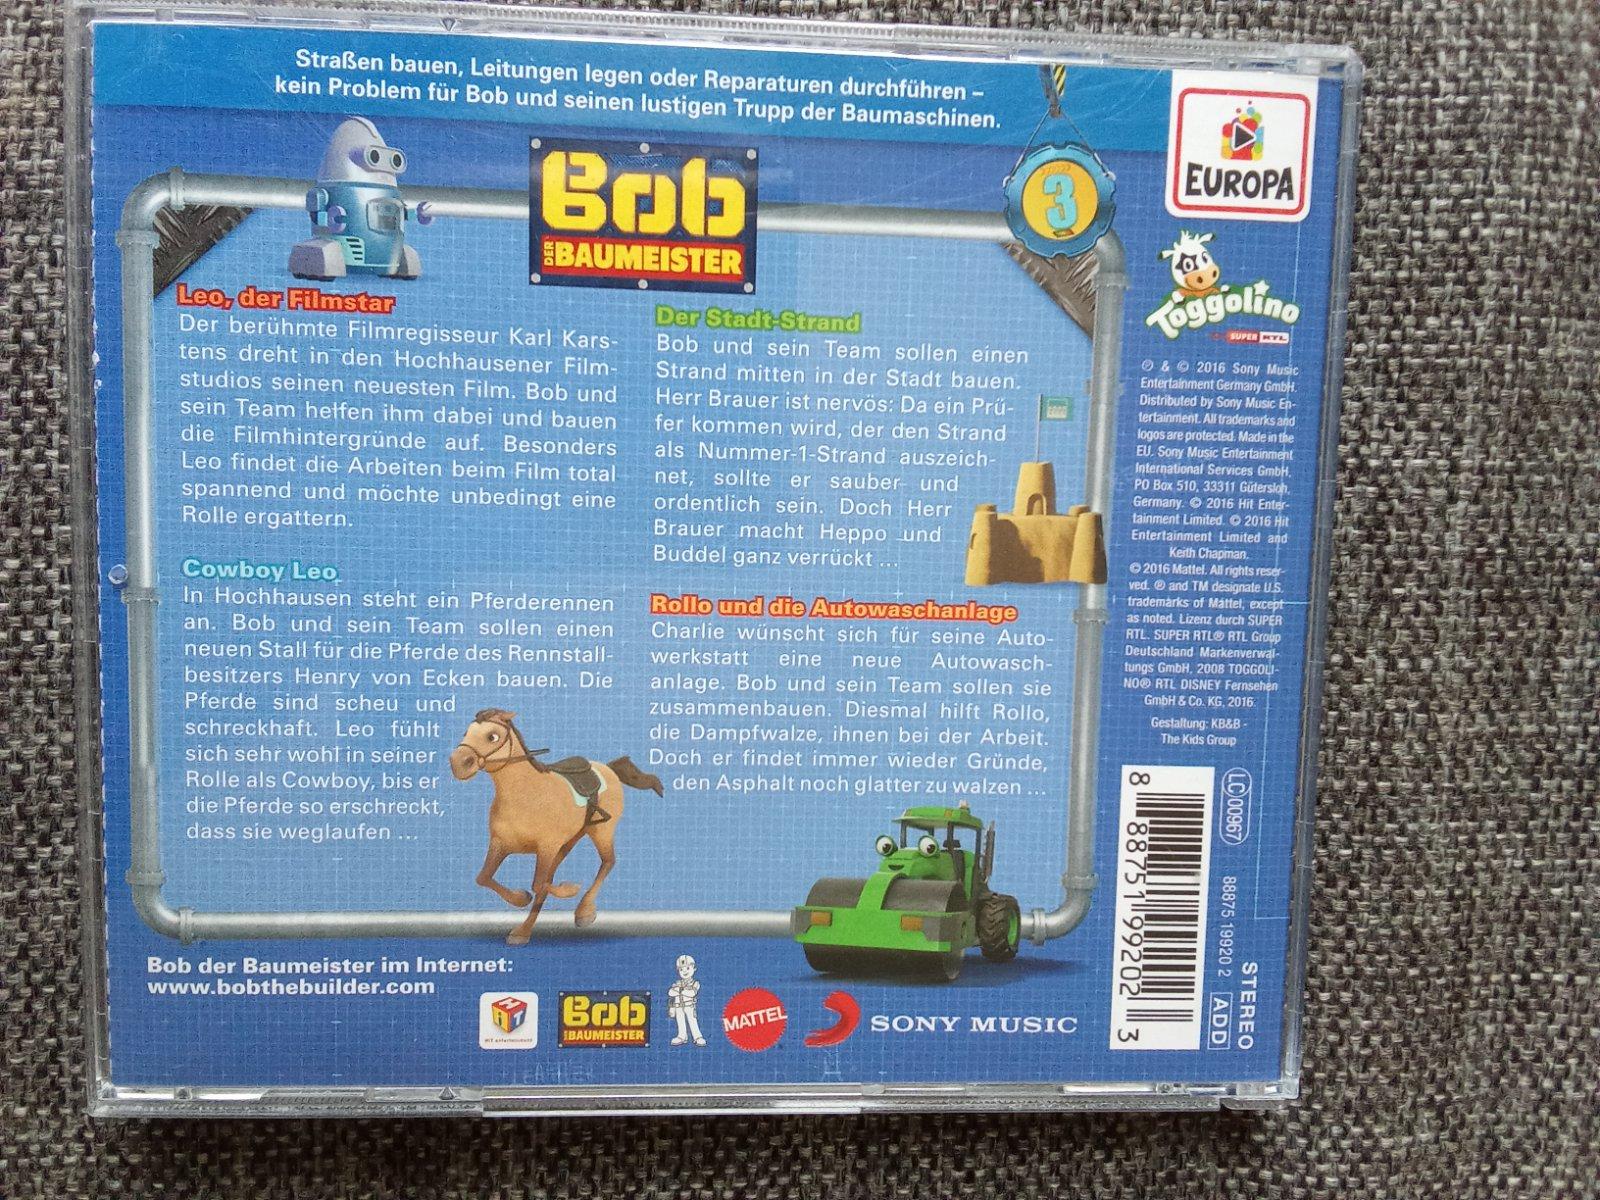 Straßen bauen, Leitungen legen oder Reparaturen durchführen –
kein Problem für Bob und seinen lustigen Trupp der Baumaschinen.
Bob
DER BAUMEISTER
3
EUROPA
Toggolino
SUPER RTL
Leo, der Filmstar
Der berühmte Filmregisseur Karl Kars-
tens dreht in den Hochhausener Film-
studios seinen neuesten Film. Bob und
sein Team helfen ihm dabei und bauen
die Filmhintergründe auf. Besonders
Leo findet die Arbeiten beim Film total
spannend und möchte unbedingt eine
Rolle ergattern.
Cowboy Leo
In Hochhausen steht ein Pferderennen
an. Bob und sein Team sollen einen
neuen Stall für die Pferde des Rennstall-
besitzers Henry von Ecken bauen. Die
Pferde sind scheu und
schreckhaft. Leo fühlt
sich sehr wohl in seiner
Rolle als Cowboy, bis er
die Pferde so erschreckt,
dass sie weglaufen ...
Der Stadt-Strand
Bob und sein Team sollen einen
Strand mitten in der Stadt bauen.
Herr Brauer ist nervös: Da ein Prü-
fer kommen wird, der den Strand
als Nummer-1-Strand auszeich-
net, sollte er sauber und
ordentlich sein. Doch Herr
Brauer macht Heppo und
Buddel ganz verrückt ...
Rollo und die Autowaschanlage
Charlie wünscht sich für seine Auto-
werkstatt eine neue Autowasch-
anlage. Bob und sein Team sollen sie
zusammenbauen. Diesmal hilft Rollo,
die Dampfwalze, ihnen bei der Arbeit.
Doch er findet immer wieder Gründe,
den Asphalt noch glatter zu walzen ...
℗ & © 2016 Sony Music
Entertainment Germany GmbH.
Distributed by Sony Music En-
tertainment. All trademarks and
logos are protected. Made in the
EU. Sony Music Entertainment
International Services GmbH,
PO Box 510, 33311 Gütersloh,
Germany. © 2016 Hit Enter-
tainment Limited. © 2016 Hit
Entertainment Limited and
Keith Chapman.
© 2016 Mattel. All rights reser-
ved. ® and TM designate U.S.
trademarks of Mattel, except
as noted. Lizenz durch SUPER
RTL. SUPER RTL® RTL Group
Deutschland Markenverwal-
tungs GmbH, 2008 TOGGOLI-
NO® RTL DISNEY Fernsehen
GmbH & Co. KG, 2016.
Gestaltung: KB&B -
The Kids Group
LC 00967
88875 19920 2
STEREO
ADD
8 88751 99202 3
Bob der Baumeister im Internet:
www.bobthebuilder.com
HiT
HIT entertainment
Bob
DER BAUMEISTER
MATTEL
SONY MUSIC